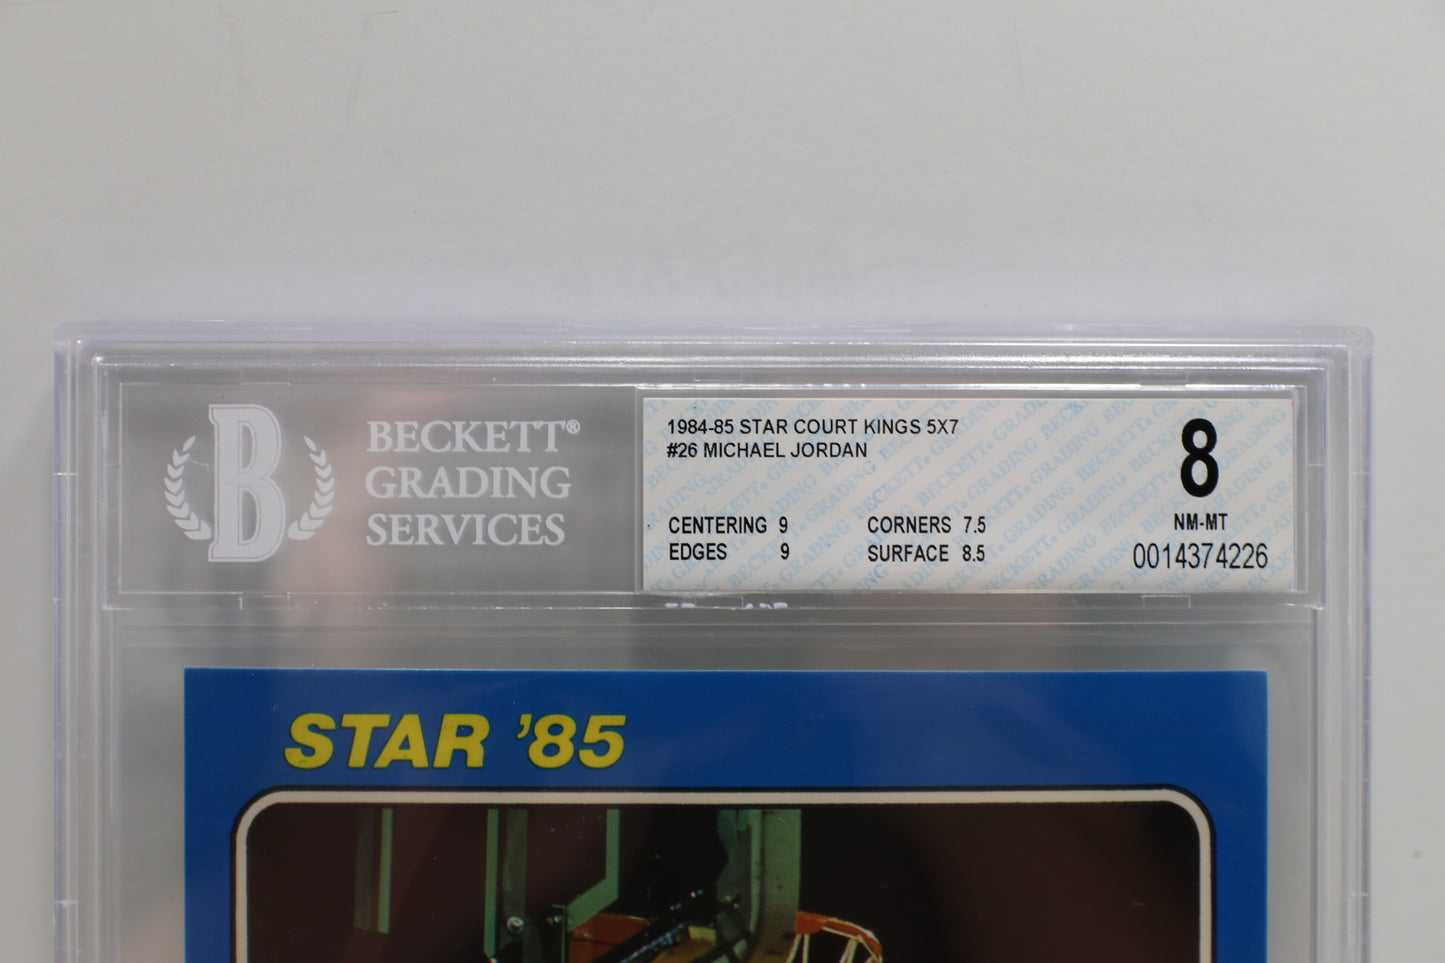 BECKETT®
GRADING
SERVICES
1984-85 STAR COURT KINGS 5X7
#26 MICHAEL JORDAN
8
CENTERING 9 CORNERS 7.5 NM-MT
EDGES 9 SURFACE 8.5 0014374226
STAR '85